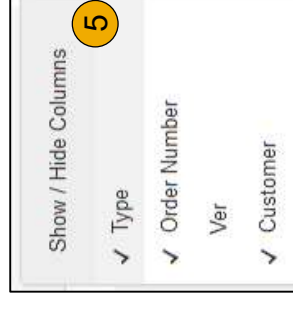 Show / Hide Columns
5
✓ Type
✓ Order Number
Ver
✓ Customer